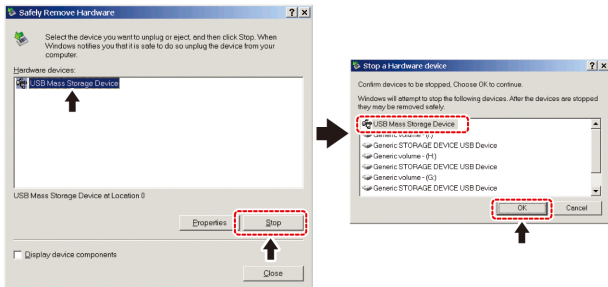 Safely Remove Hardware
Select the device you want to unplug or eject, and then click Stop. When
Windows notifies you that it is safe to do so unplug the device from your
computer.
Hardware devices:
USB Mass Storage Device
USB Mass Storage Device at Location 0
Properties
Stop
Display device components
Close
Stop a Hardware device
Confirm devices to be stopped, Choose OK to continue.
Windows will attempt to stop the following devices. After the devices are stopped
they may be removed safely.
USB Mass Storage Device
Generic volume - (I:)
Generic STORAGE DEVICE USB Device
Generic volume - (H:)
Generic STORAGE DEVICE USB Device
Generic volume - (G:)
Generic STORAGE DEVICE USB Device
OK
Cancel